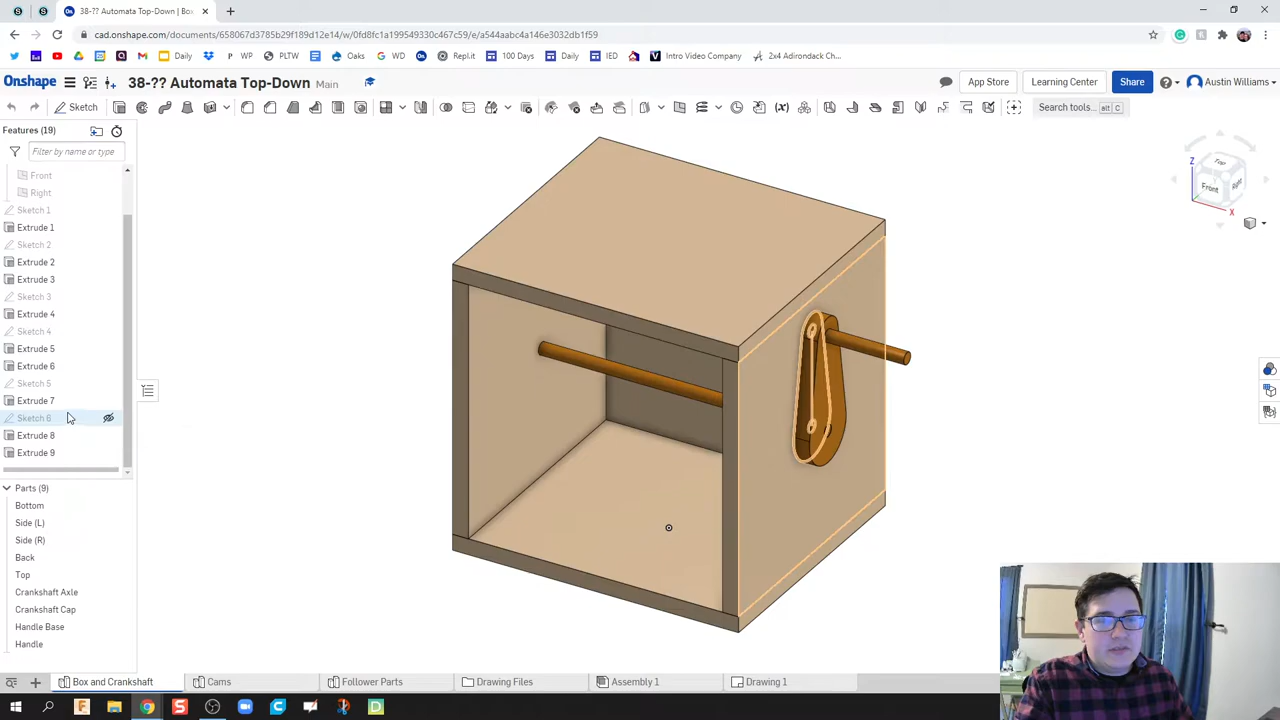 38-?? Automata Top-Down | Box
cad.onshape.com/documents/658067d3785b29f189d12e14/w/0fd8fc1a199542930c467c59/e/a544aabc4a146e3032db1f59
Daily
WP
PLTW
Oaks
WD
Repl.it
100 Days
Daily
IED
Intro Video Company
2x4 Adirondack Ch...
Onshape
38-?? Automata Top-Down Main
App Store
Learning Center
Share
Austin Williams
Sketch
Search tools... alt C
Features (19)
Filter by name or type
Front
Right
Sketch 1
Extrude 1
Sketch 2
Extrude 2
Extrude 3
Sketch 3
Extrude 4
Sketch 4
Extrude 5
Extrude 6
Sketch 5
Extrude 7
Sketch 6
Extrude 8
Extrude 9
Parts (9)
Bottom
Side (L)
Side (R)
Back
Top
Crankshaft Axle
Crankshaft Cap
Handle Base
Handle
Top
Front
Right
Z
X
Box and Crankshaft
Cams
Follower Parts
Drawing Files
Assembly 1
Drawing 1